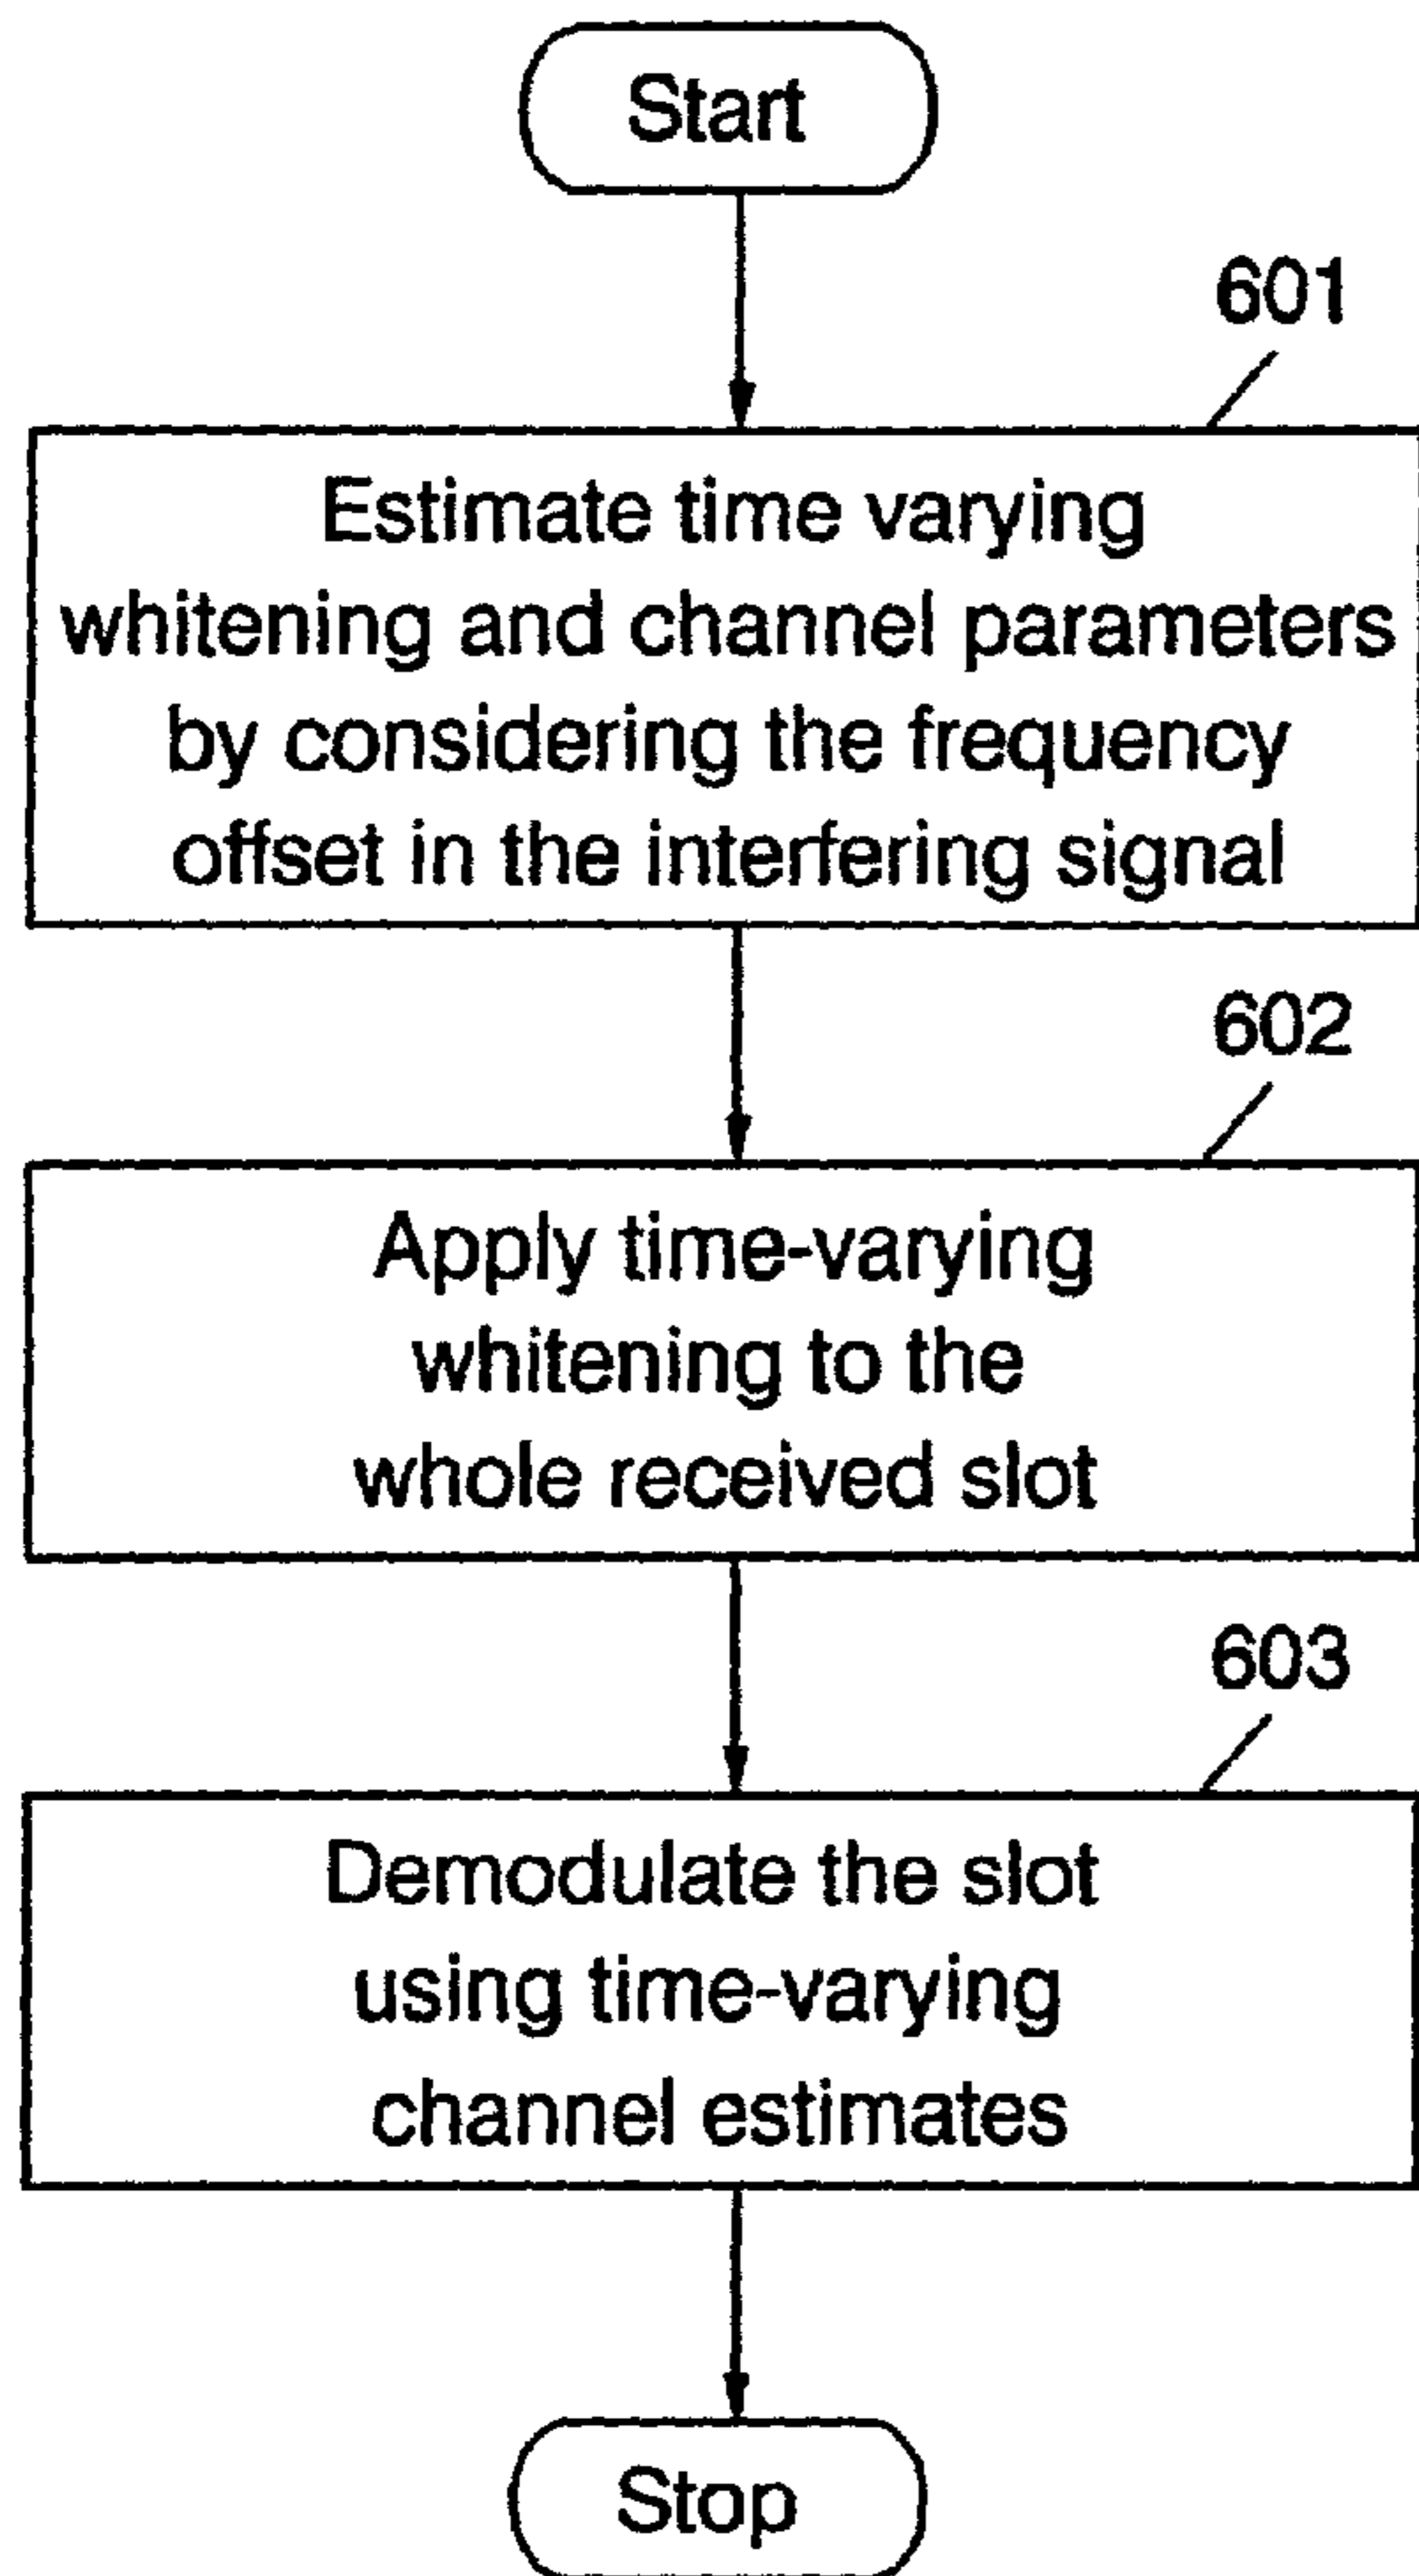 Start
601
Estimate time varying
whitening and channel parameters
by considering the frequency
offset in the interfering signal
602
Apply time-varying
whitening to the
whole received slot
603
Demodulate the slot
using time-varying
channel estimates
Stop